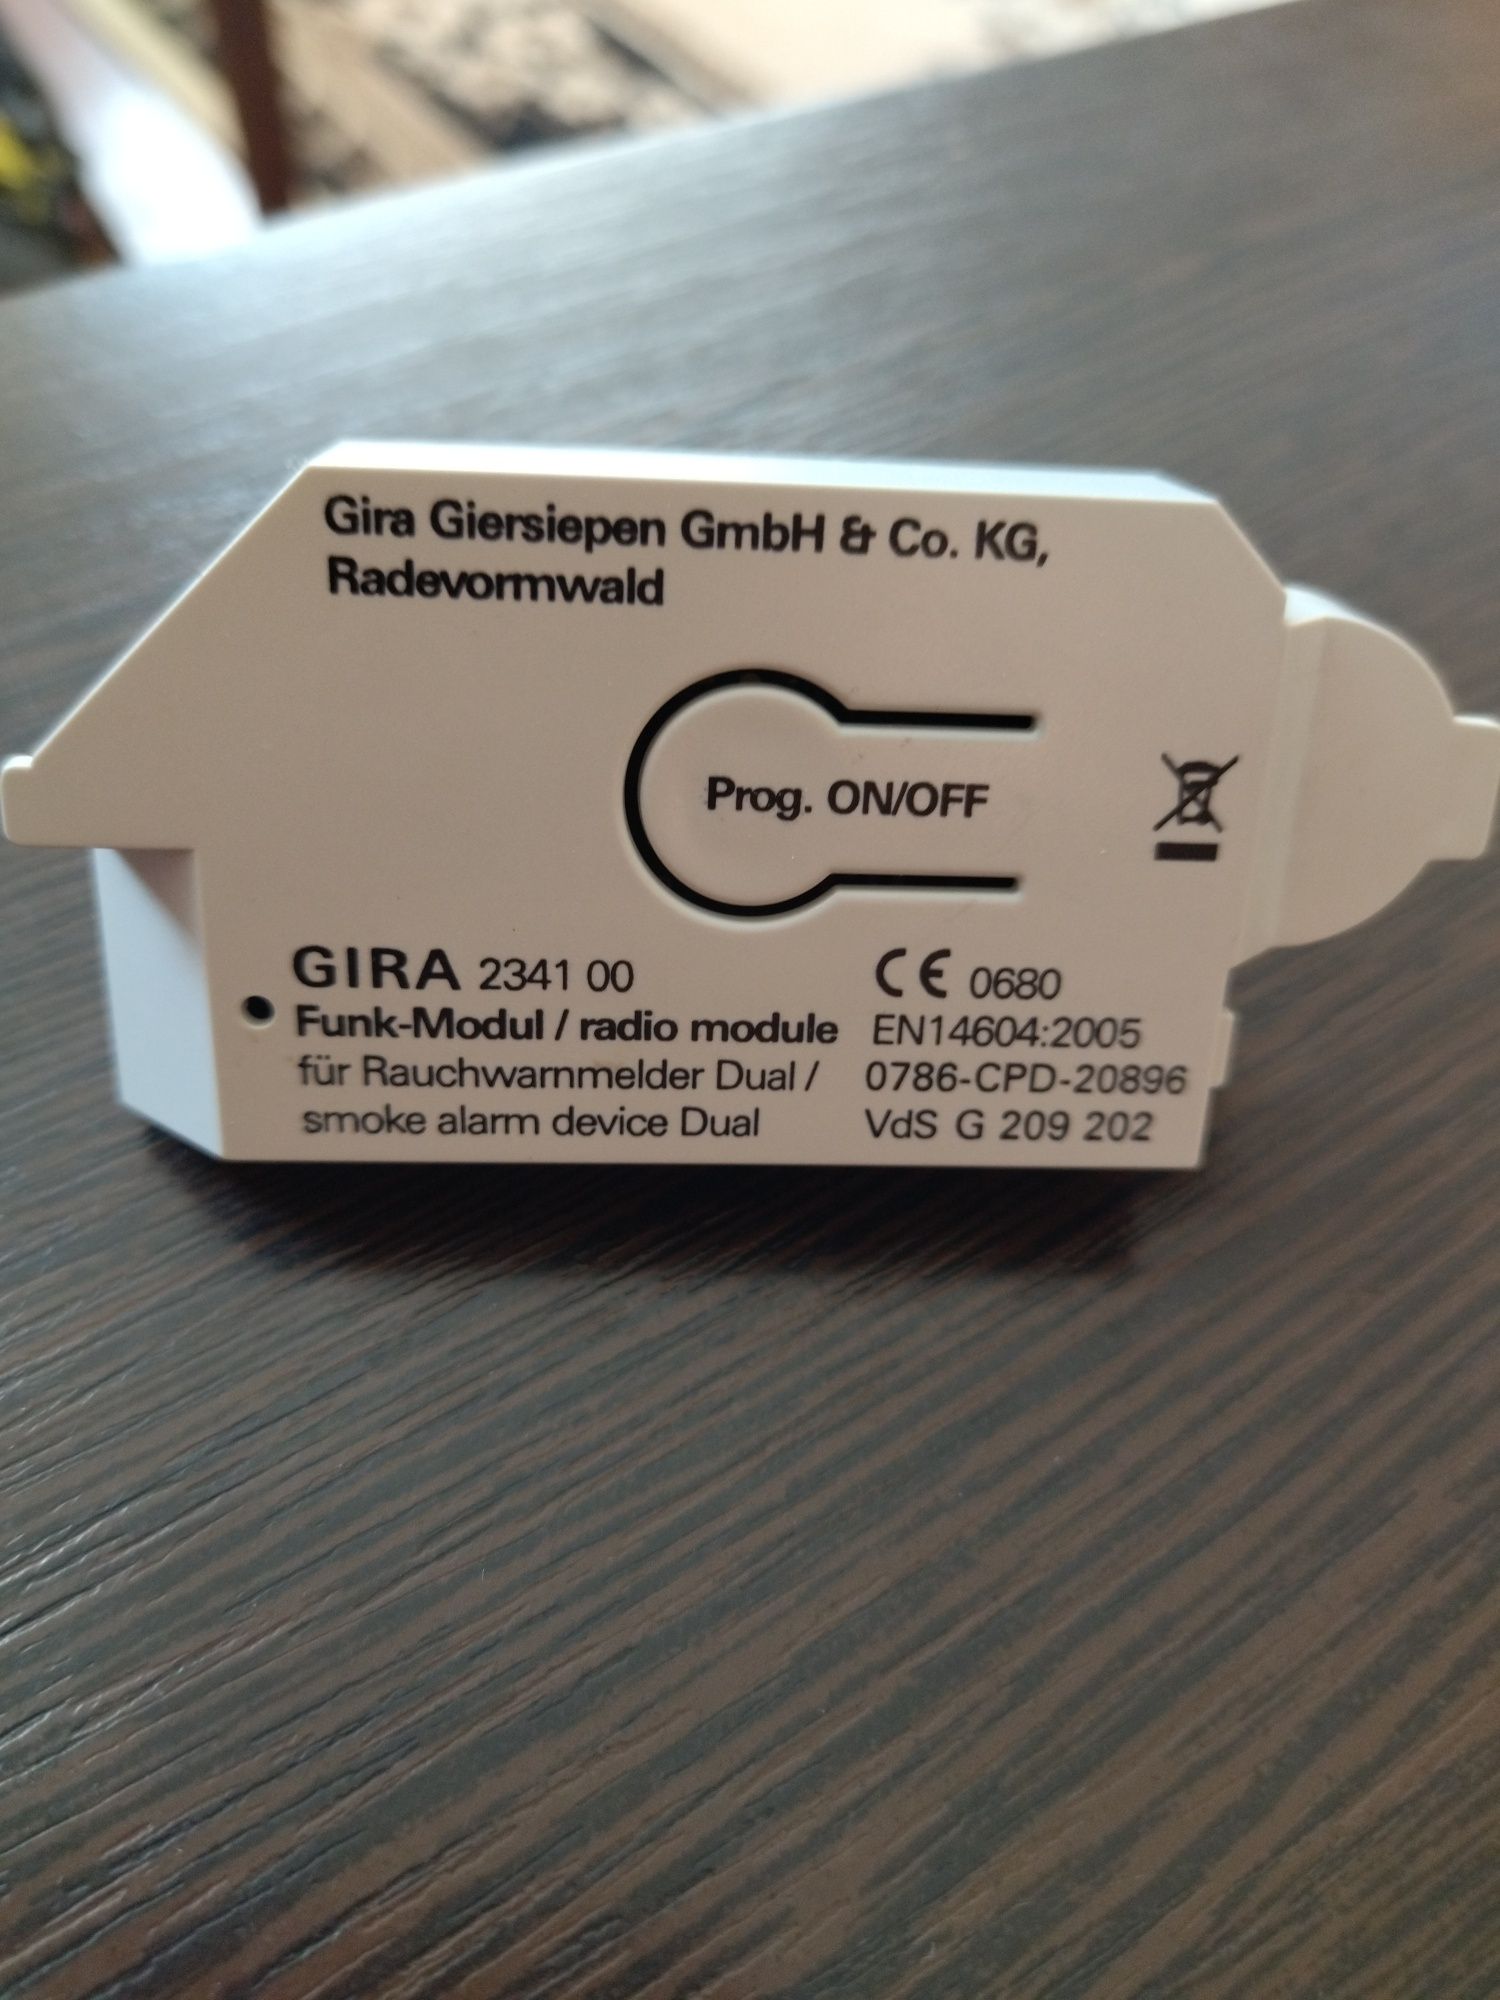 Gira Giersiepen GmbH & Co. KG,
Radevormwald
Prog. ON/OFF
GIRA 2341 00
Funk-Modul / radio module
für Rauchwarnmelder Dual /
smoke alarm device Dual
CE 0680
EN14604:2005
0786-CPD-20896
VdS G 209 202